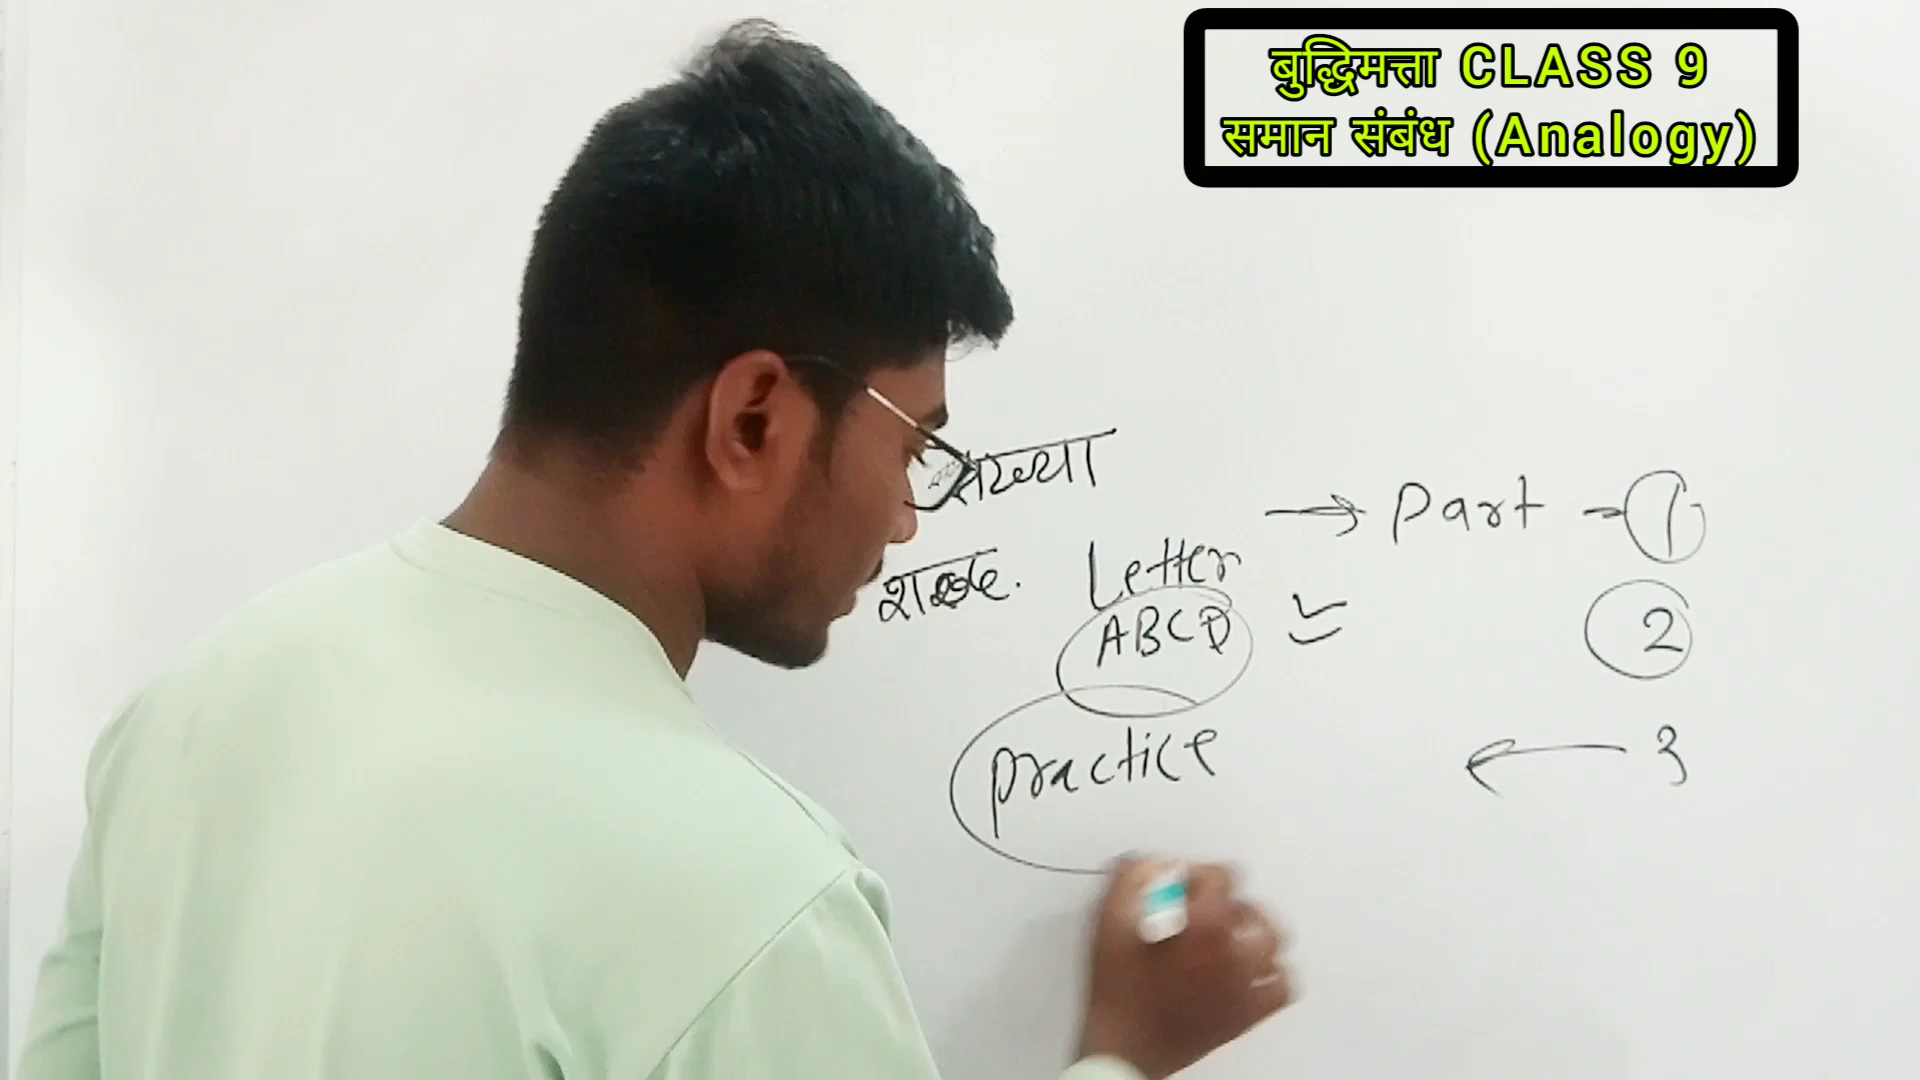 बुद्धिमत्ता CLASS 9
समान संबंध (Analogy)
→ Part → 1
शब्द. Letter
ABCD 2
Practice ← 3